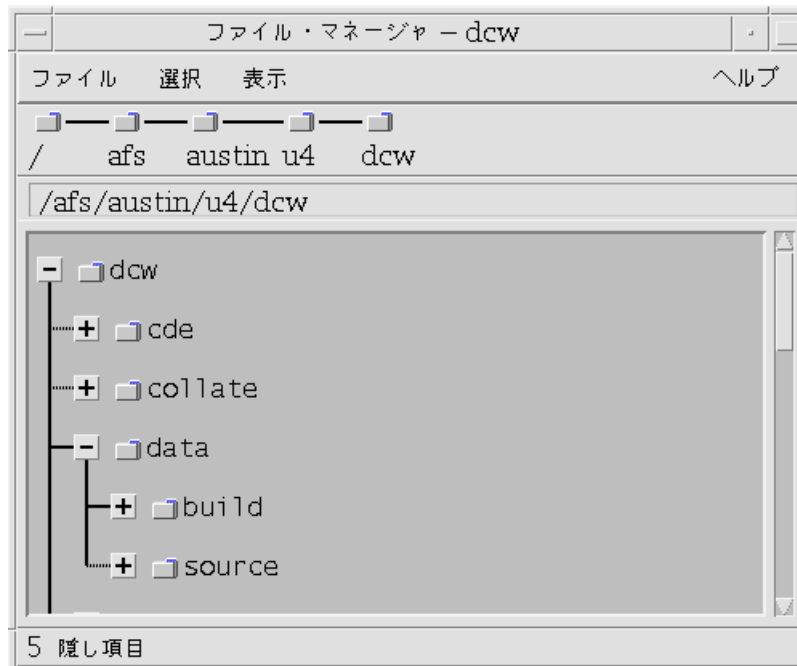 ファイル・マネージャ – dcw
ファイル 選択 表示 ヘルプ
/ afs austin u4 dcw
/afs/austin/u4/dcw
dcw
cde
collate
data
build
source
5 隠し項目